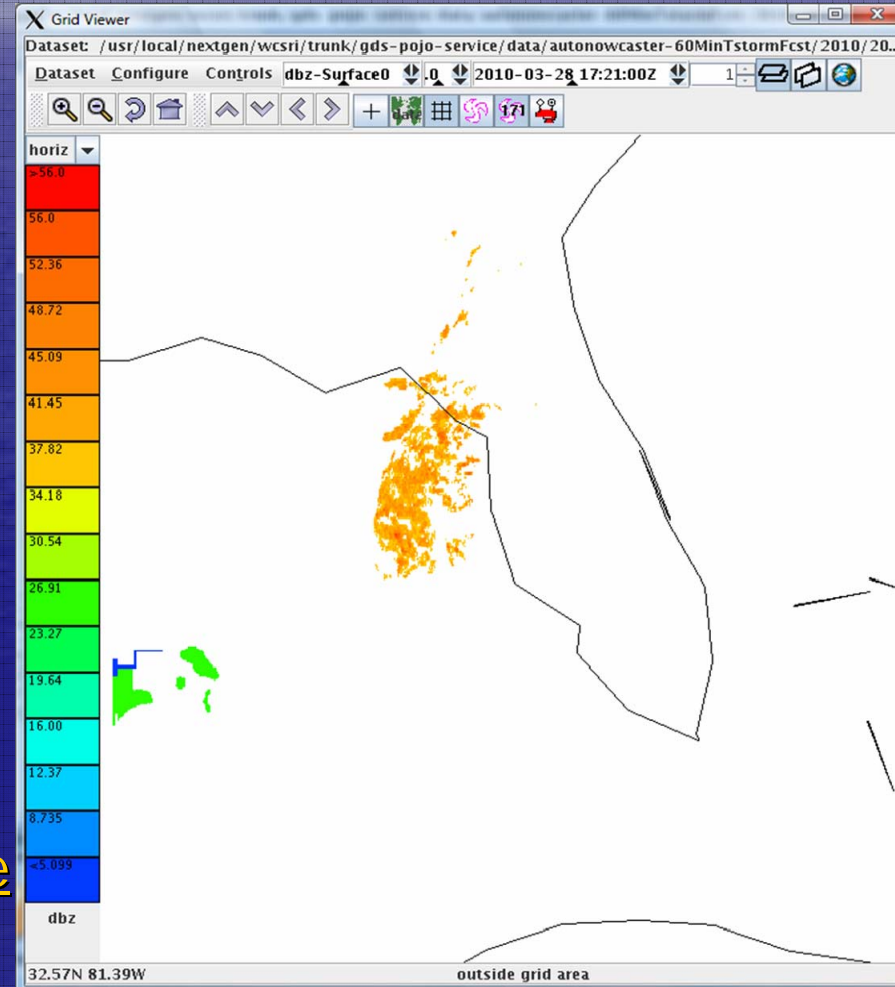 Grid Viewer
Dataset: /usr/local/nextgen/wcsri/trunk/gds-pojo-service/data/autonowcaster-60MinTstormFcst/2010/20...
Dataset Configure Controls dbz-Surface0 .0 2010-03-28 17:21:00Z 1
data 171
horiz
>56.0
56.0
52.36
48.72
45.09
41.45
37.82
34.18
30.54
26.91
23.27
19.64
16.00
12.37
8.735
<5.099
dbz
e
32.57N 81.39W outside grid area